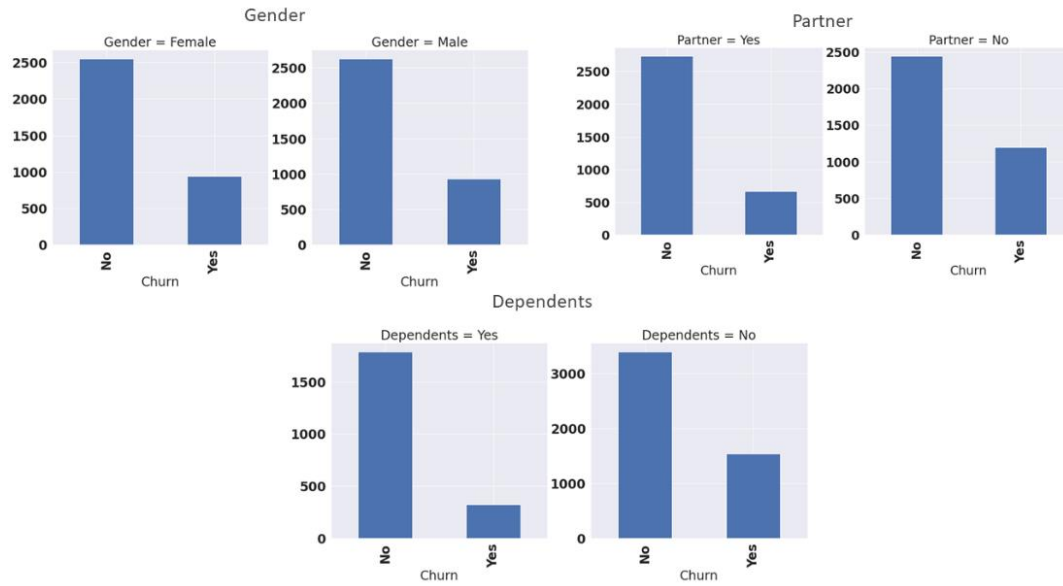 Gender
Gender = Female
2500
2000
1500
1000
500
0
No
Yes
Churn
Gender = Male
2500
2000
1500
1000
500
0
No
Yes
Churn
Partner
Partner = Yes
2500
2000
1500
1000
500
0
No
Yes
Churn
Partner = No
2500
2000
1500
1000
500
0
No
Yes
Churn
Dependents
Dependents = Yes
1500
1000
500
0
No
Yes
Churn
Dependents = No
3000
2000
1000
0
No
Yes
Churn